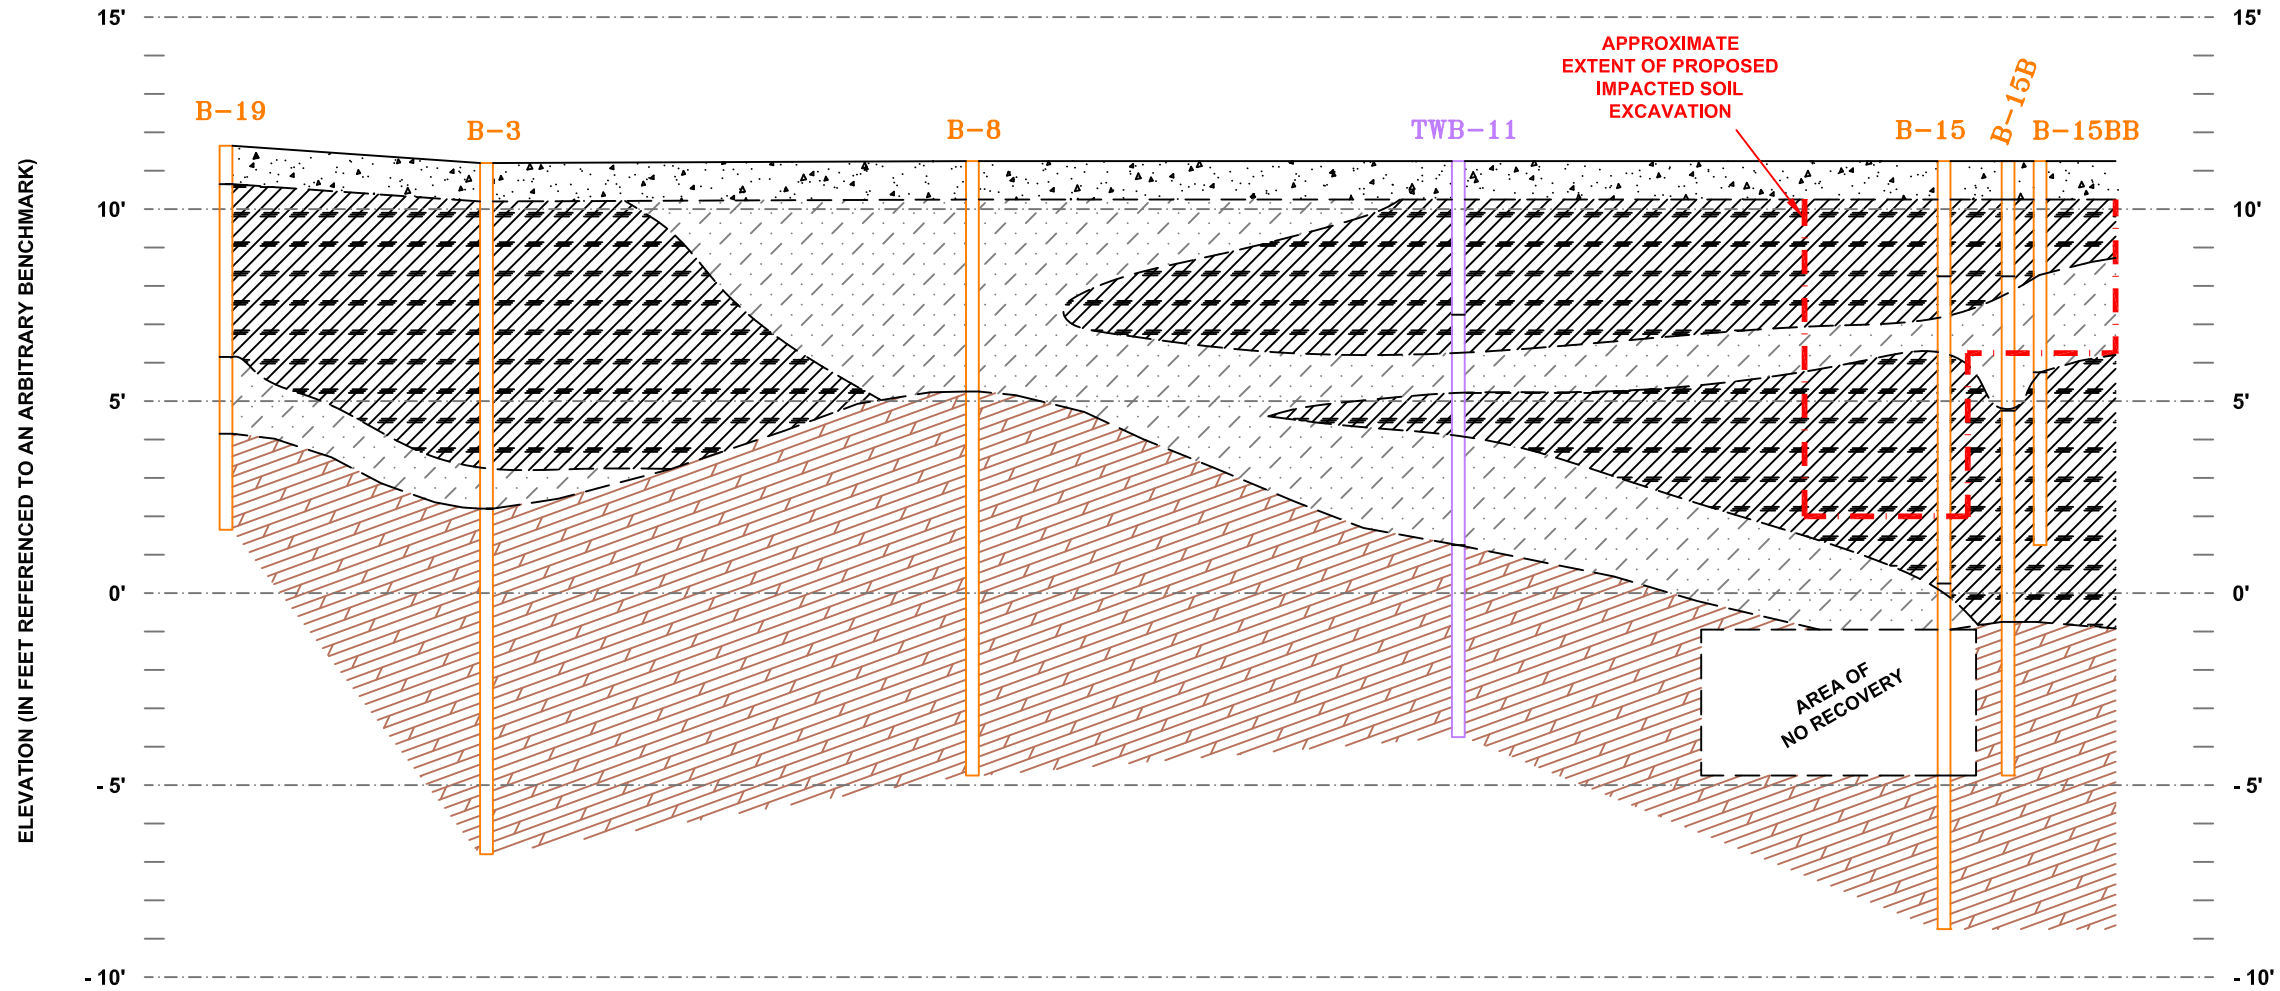 15'
15'
APPROXIMATE
EXTENT OF PROPOSED
IMPACTED SOIL
EXCAVATION
B-19
B-3
B-8
TWB-11
B-15
B-15B
B-15BB
10'
10'
ELEVATION (IN FEET REFERENCED TO AN ARBITRARY BENCHMARK)
5'
5'
0'
0'
AREA OF
NO RECOVERY
- 5'
- 5'
- 10'
- 10'